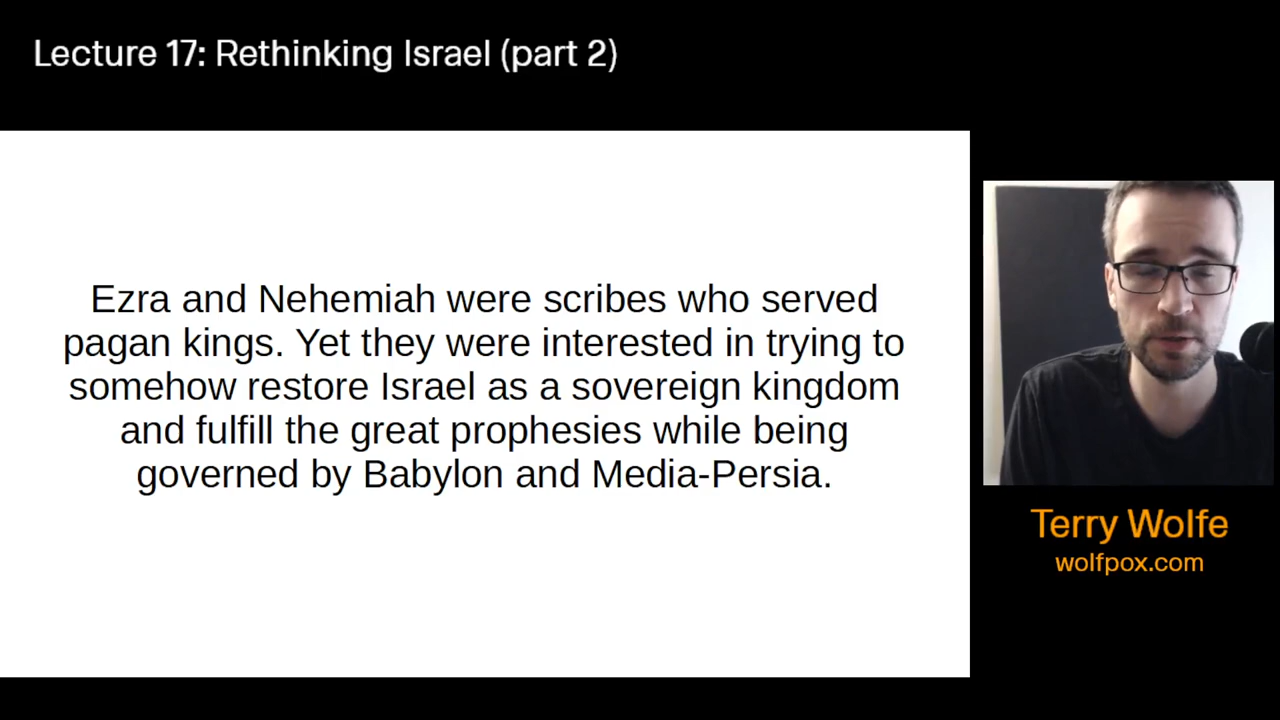 Lecture 17: Rethinking Israel (part 2)
Ezra and Nehemiah were scribes who served
pagan kings. Yet they were interested in trying to
somehow restore Israel as a sovereign kingdom
and fulfill the great prophesies while being
governed by Babylon and Media-Persia.
Terry Wolfe
wolfpox.com